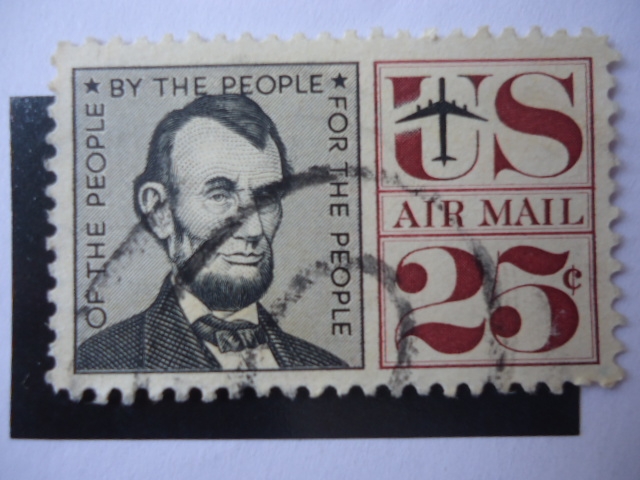 OF THE PEOPLE
★ BY THE PEOPLE ★
FOR THE PEOPLE
US
AIR MAIL
25¢